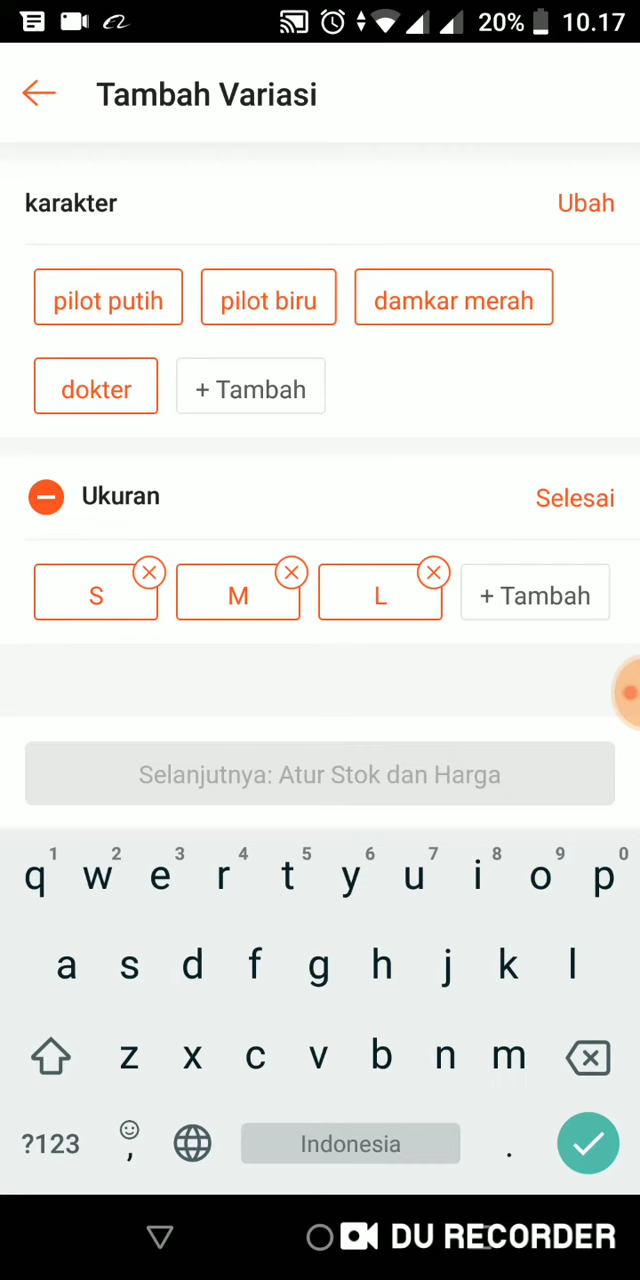 20% 10.17
Tambah Variasi
karakter Ubah
pilot putih pilot biru damkar merah
dokter + Tambah
Ukuran Selesai
S M L + Tambah
Selanjutnya: Atur Stok dan Harga
1 2 3 4 5 6 7 8 9 0
q w e r t y u i o p
a s d f g h j k l
z x c v b n m
?123 , Indonesia .
DU RECORDER